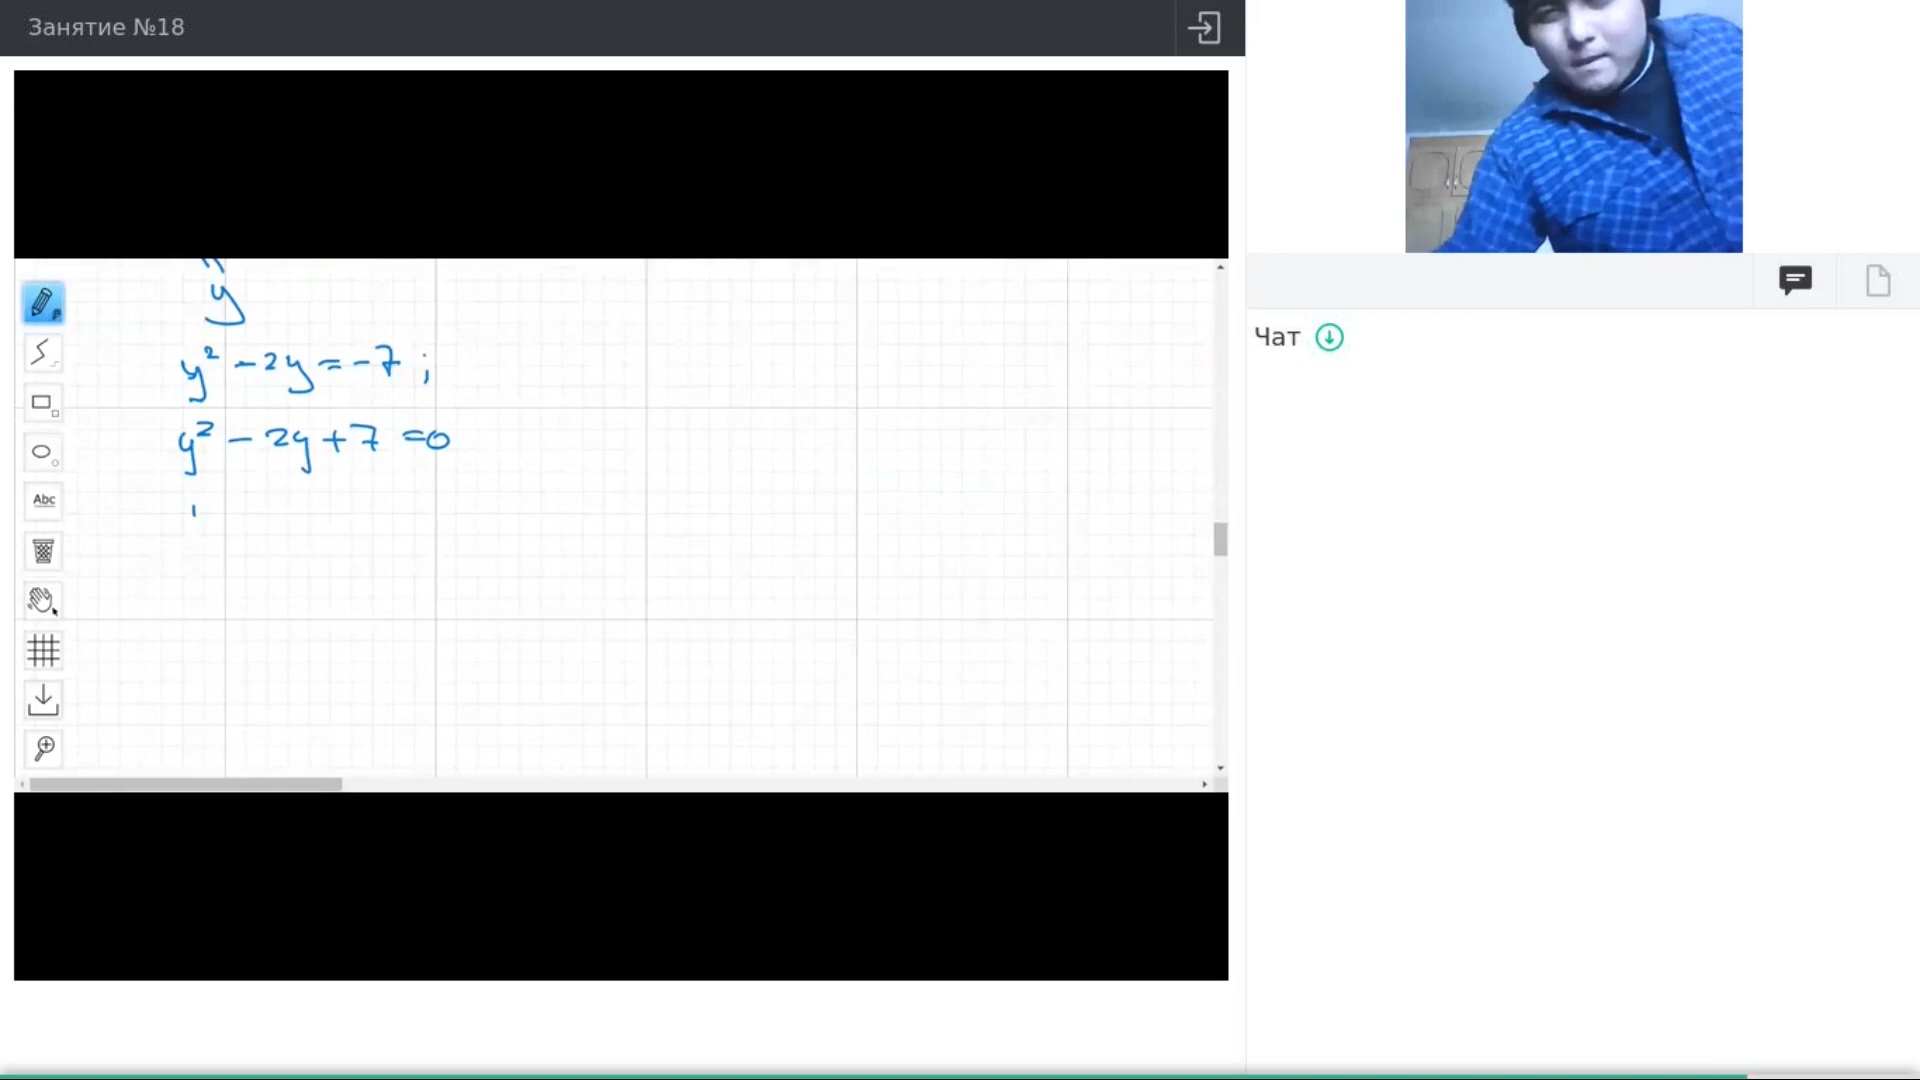 Занятие №18
y
y² - 2y = -7 ;
y² - 2y + 7 = 0
Abc
Чат